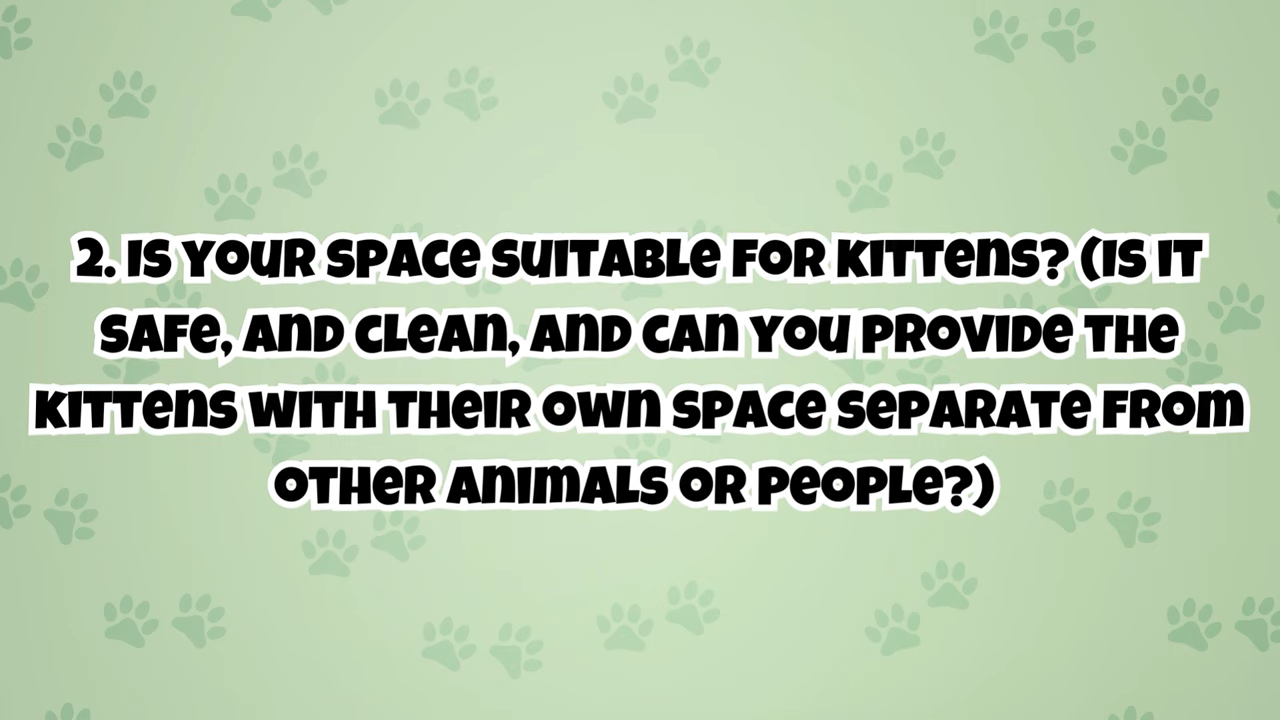 2. Is your space suitable for kittens? (Is it
safe, and clean, and can you provide the
kittens with their own space separate from
other animals or people?)